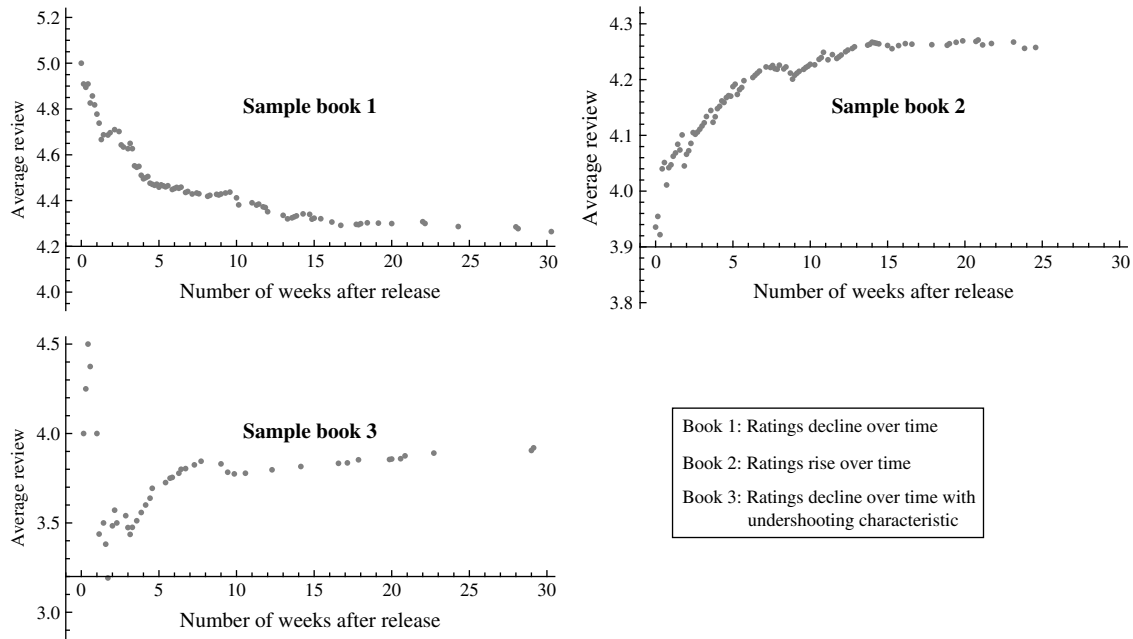 5.2
5.0
4.8
4.6
4.4
4.2
4.0
Average review
Sample book 1
0 5 10 15 20 25 30
Number of weeks after release
4.3
4.2
4.1
4.0
3.9
3.8
Average review
Sample book 2
0 5 10 15 20 25 30
Number of weeks after release
4.5
4.0
3.5
3.0
Average review
Sample book 3
0 5 10 15 20 25 30
Number of weeks after release
Book 1: Ratings decline over time
Book 2: Ratings rise over time
Book 3: Ratings decline over time with
undershooting characteristic